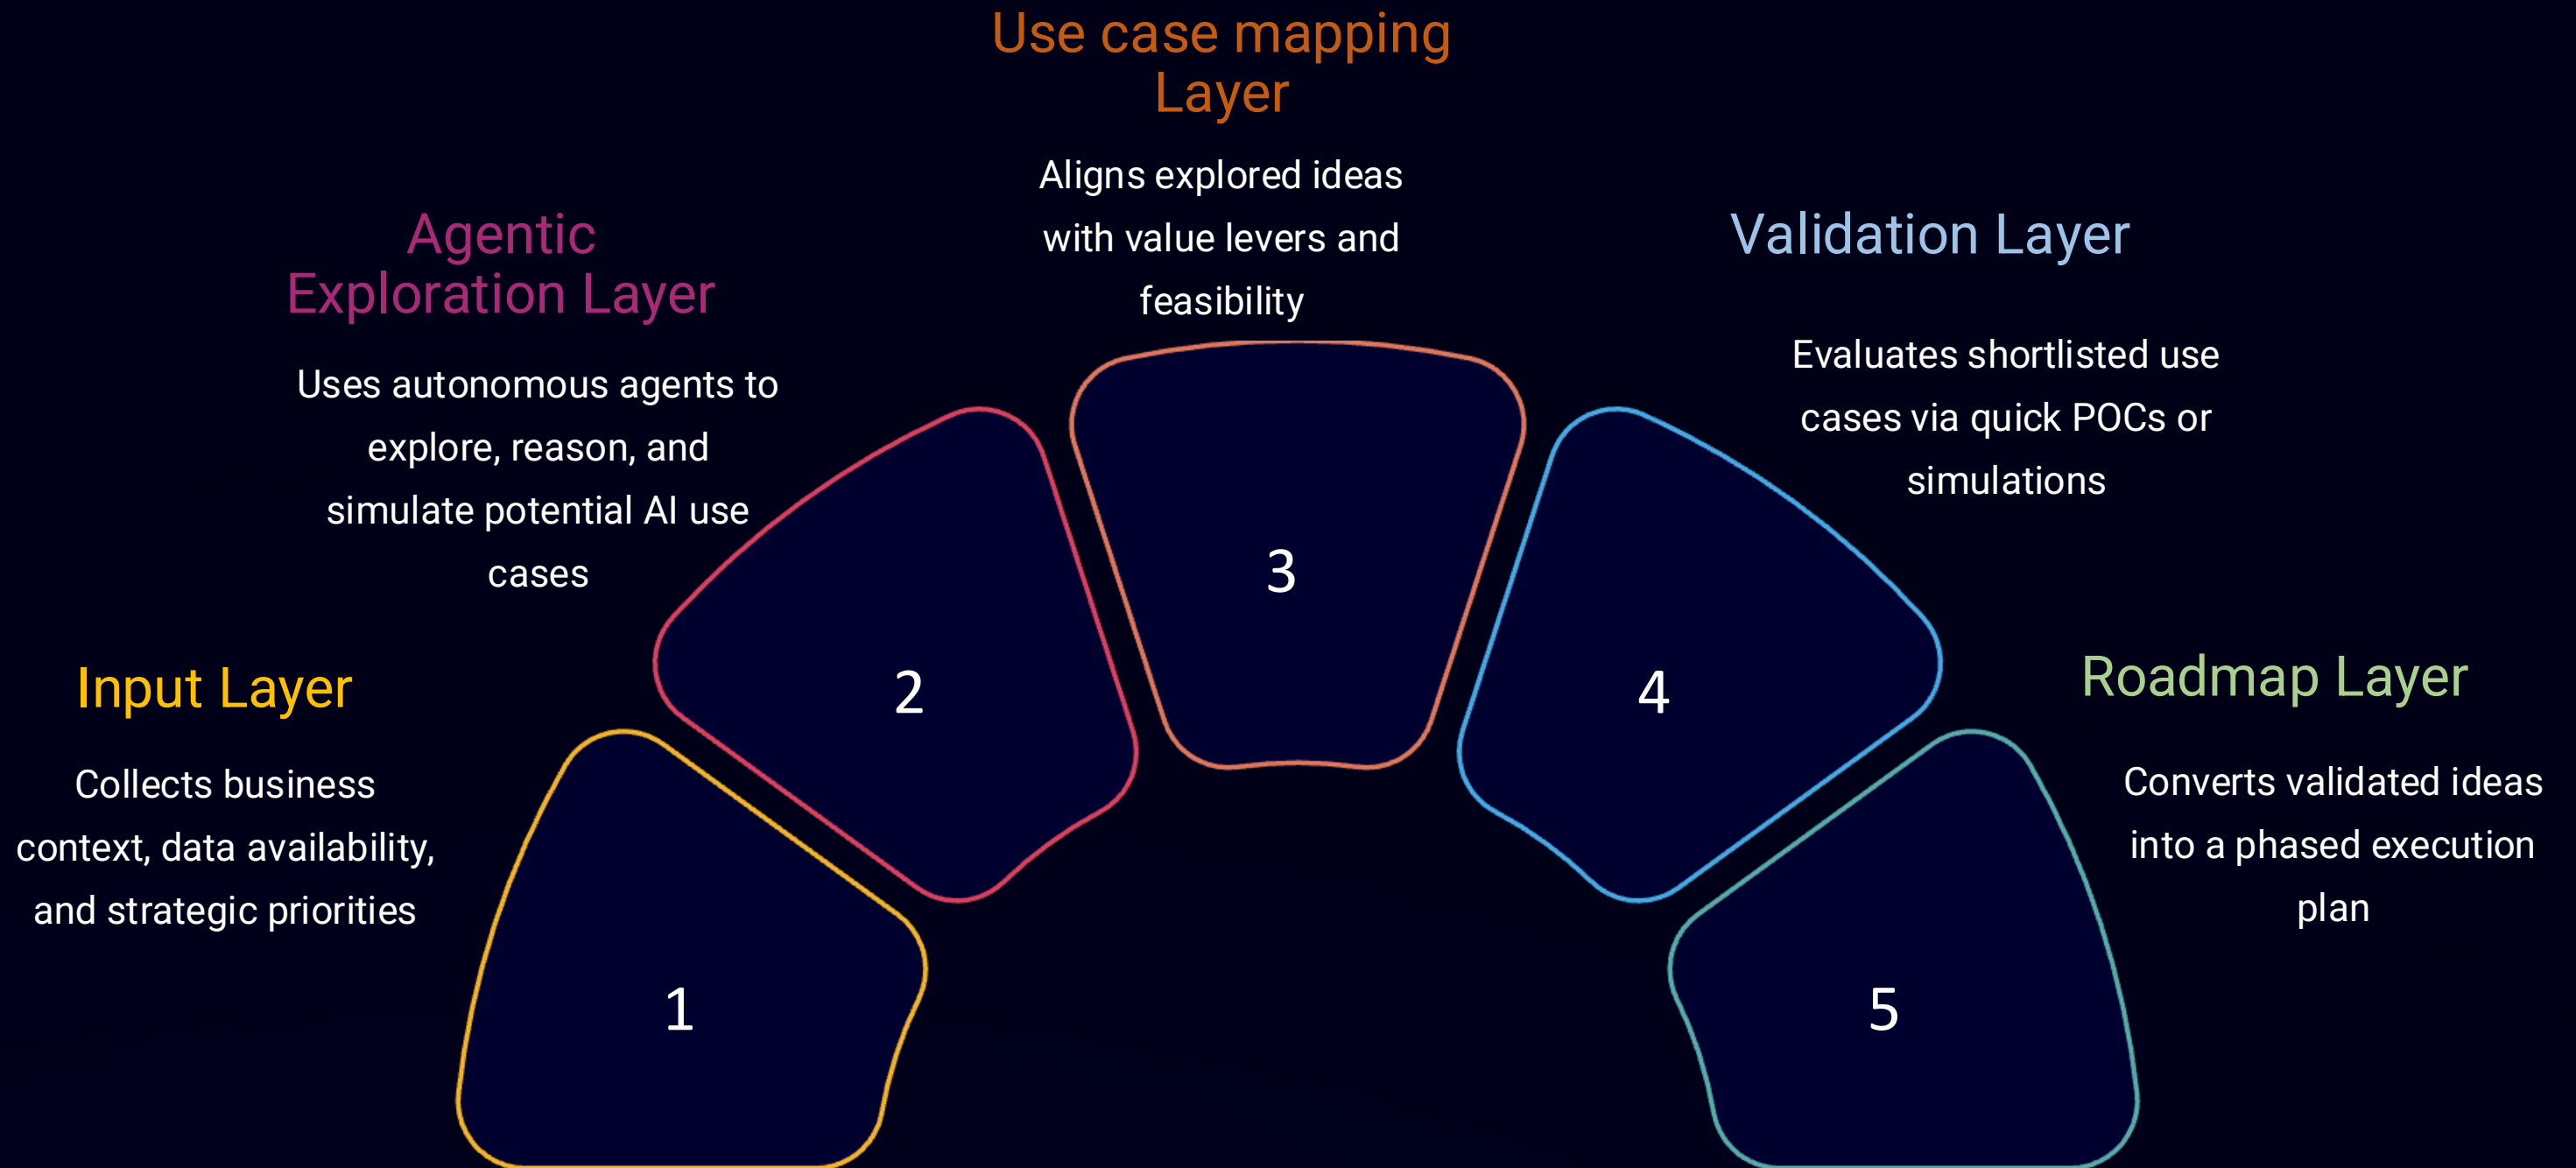 Input Layer
Collects business
context, data availability,
and strategic priorities
1
Agentic
Exploration Layer
Uses autonomous agents to
explore, reason, and
simulate potential AI use
cases
2
Use case mapping
Layer
Aligns explored ideas
with value levers and
feasibility
3
Validation Layer
Evaluates shortlisted use
cases via quick POCs or
simulations
4
Roadmap Layer
Converts validated ideas
into a phased execution
plan
5